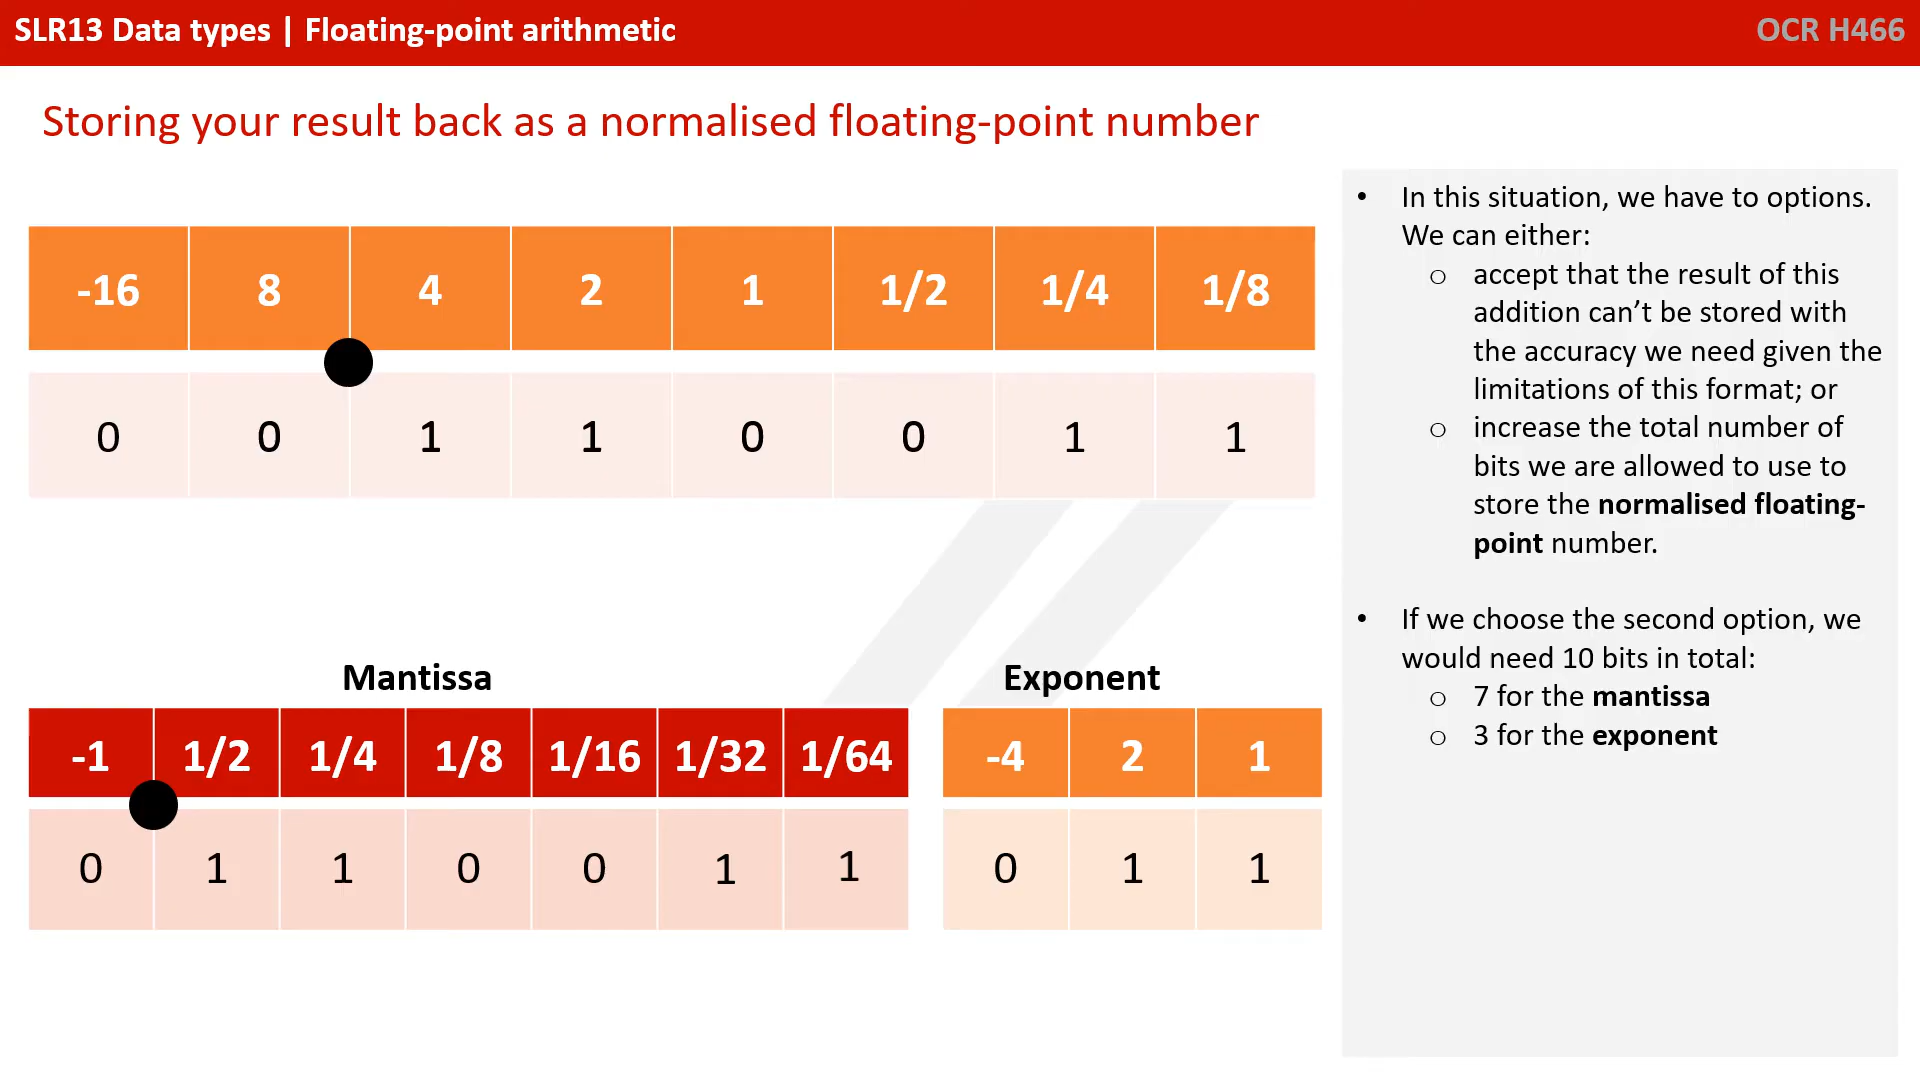 SLR13 Data types | Floating-point arithmetic
OCR H466
Storing your result back as a normalised floating-point number
-16 8 4 2 1 1/2 1/4 1/8
0 0 1 1 0 0 1 1
Mantissa
Exponent
-1 1/2 1/4 1/8 1/16 1/32 1/64
-4 2 1
0 1 1 0 0 1 1
0 1 1
• In this situation, we have to options.
We can either:
o accept that the result of this
addition can’t be stored with
the accuracy we need given the
limitations of this format; or
o increase the total number of
bits we are allowed to use to
store the normalised floating-
point number.
• If we choose the second option, we
would need 10 bits in total:
o 7 for the mantissa
o 3 for the exponent